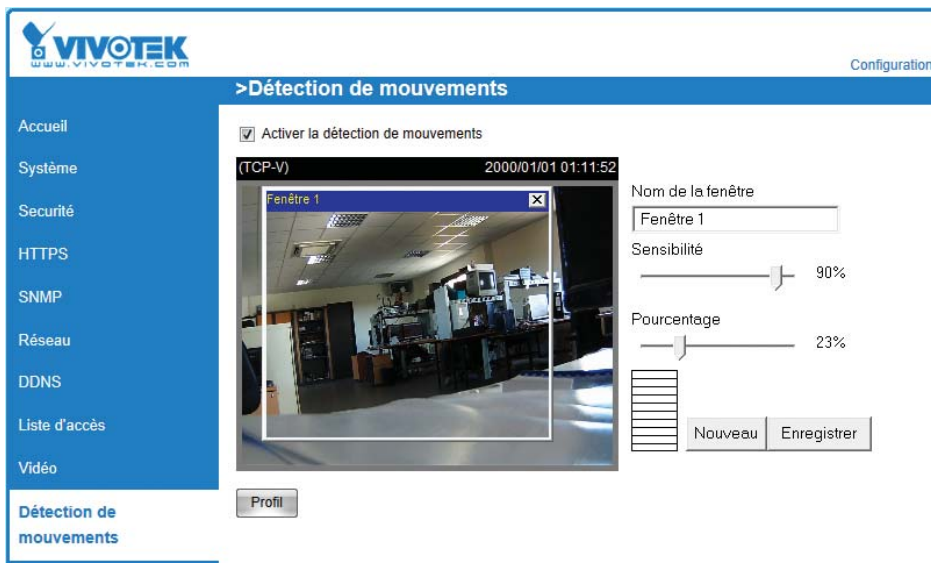 VIVOTEK
www.vivotek.com
Configuration
>Détection de mouvements
Accueil
Système
Securité
HTTPS
SNMP
Réseau
DDNS
Liste d'accès
Vidéo
Détection de
mouvements
Activer la détection de mouvements
(TCP-V) 2000/01/01 01:11:52
Fenêtre 1
Nom de la fenêtre
Fenêtre 1
Sensibilité
90%
Pourcentage
23%
Nouveau Enregistrer
Profil